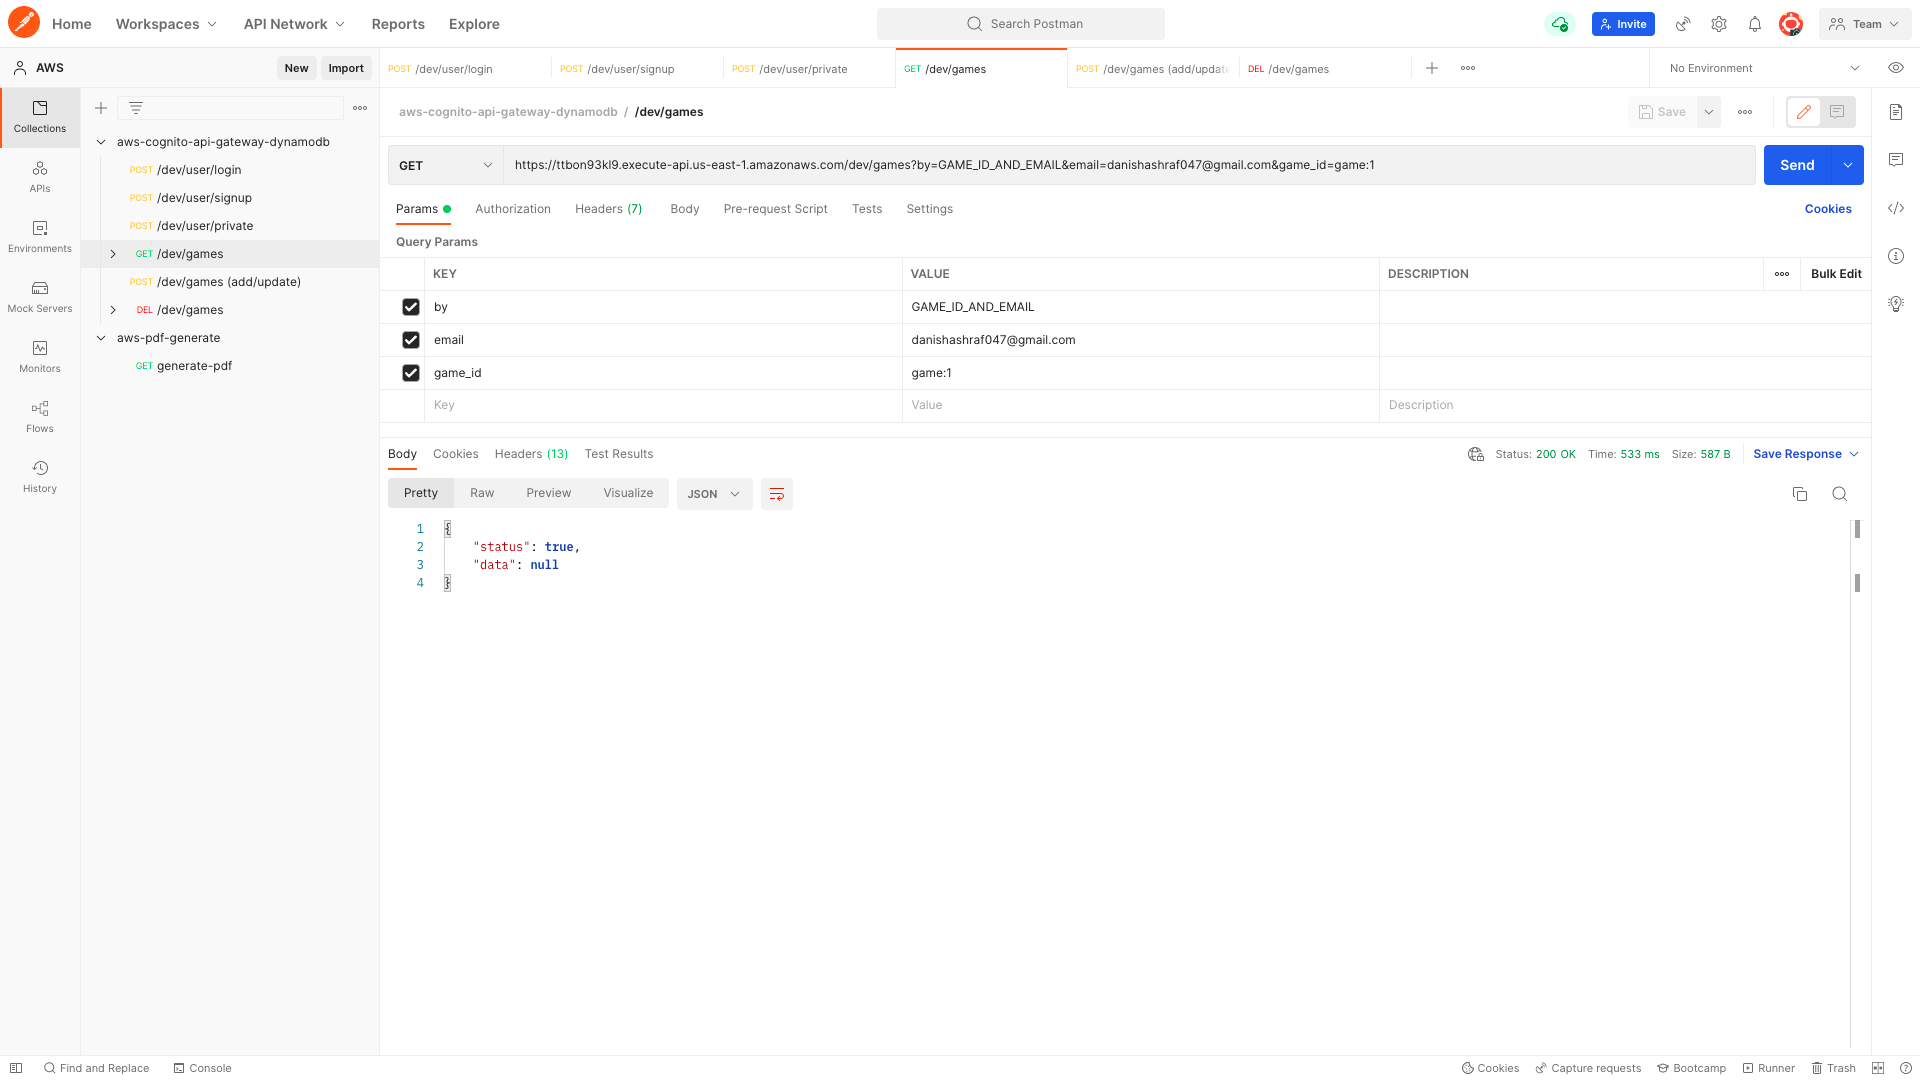 Home Workspaces API Network Reports Explore Search Postman Invite Team
AWS New Import
POST /dev/user/login POST /dev/user/signup POST /dev/user/private GET /dev/games POST /dev/games (add/update DEL /dev/games No Environment
Collections
APIs
Environments
Mock Servers
Monitors
Flows
History
aws-cognito-api-gateway-dynamodb
POST /dev/user/login
POST /dev/user/signup
POST /dev/user/private
GET /dev/games
POST /dev/games (add/update)
DEL /dev/games
aws-pdf-generate
GET generate-pdf
aws-cognito-api-gateway-dynamodb / /dev/games Save
GET https://ttbon93kl9.execute-api.us-east-1.amazonaws.com/dev/games?by=GAME_ID_AND_EMAIL&email=danishashraf047@gmail.com&game_id=game:1 Send
Params Authorization Headers (7) Body Pre-request Script Tests Settings Cookies
Query Params
KEY VALUE DESCRIPTION Bulk Edit
by GAME_ID_AND_EMAIL
email danishashraf047@gmail.com
game_id game:1
Key Value Description
Body Cookies Headers (13) Test Results Status: 200 OK Time: 533 ms Size: 587 B Save Response
Pretty Raw Preview Visualize JSON
1 {
2 "status": true,
3 "data": null
4 }
Find and Replace Console Cookies Capture requests Bootcamp Runner Trash